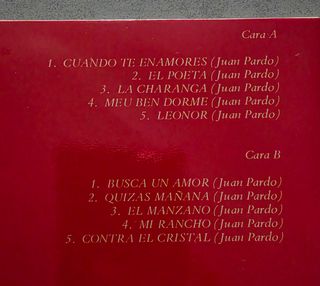 Cara A
1. CUANDO TE ENAMORES (Juan Pardo)
2. EL POETA (Juan Pardo)
3. LA CHARANGA (Juan Pardo)
4. MEU BEN DORME (Juan Pardo)
5. LEONOR (Juan Pardo)
Cara B
1. BUSCA UN AMOR (Juan Pardo)
2. QUIZAS MAÑANA (Juan Pardo)
3. EL MANZANO (Juan Pardo)
4. MI RANCHO (Juan Pardo)
5. CONTRA EL CRISTAL (Juan Pardo)